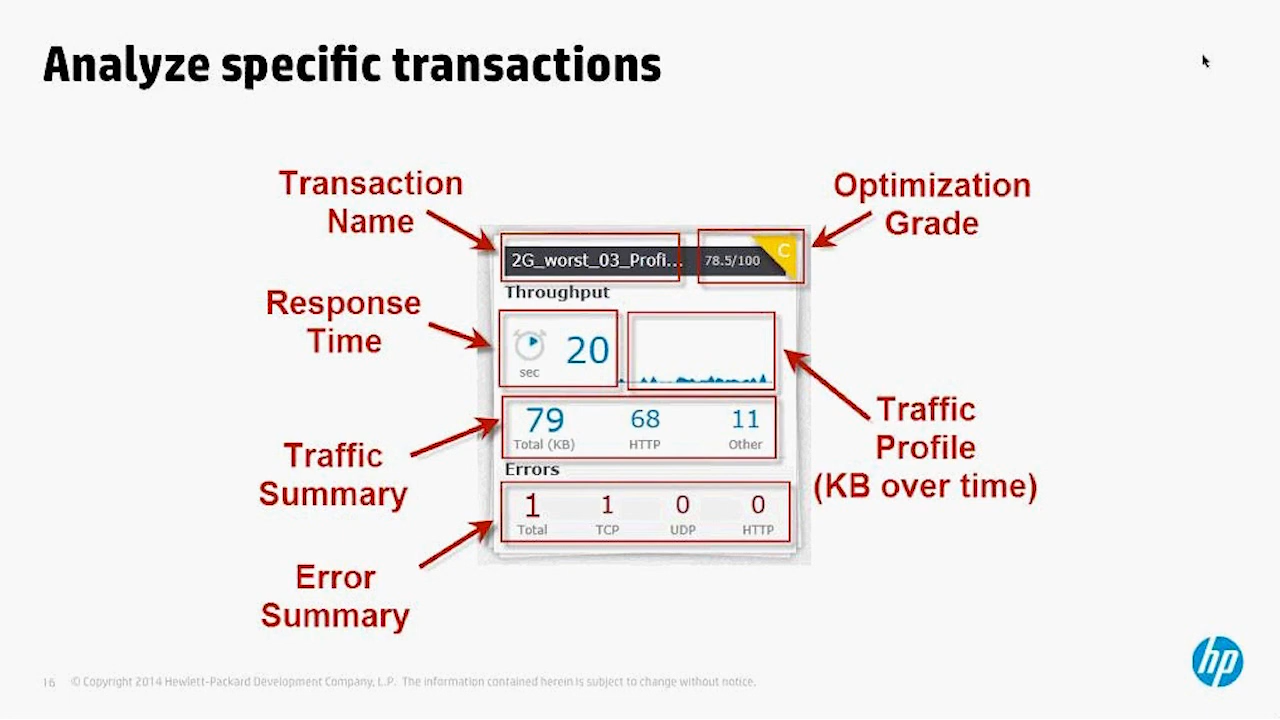 Analyze specific transactions
Transaction
Name
Optimization
Grade
2G_worst_03_Profi...
78.5/100
C
Throughput
Response
Time
20
sec
Traffic
Profile
(KB over time)
79
68
11
Total (KB)
HTTP
Other
Traffic
Summary
Errors
1
1
0
0
Total
TCP
UDP
HTTP
Error
Summary
16 © Copyright 2014 Hewlett-Packard Development Company, L.P. The information contained herein is subject to change without notice.
hp